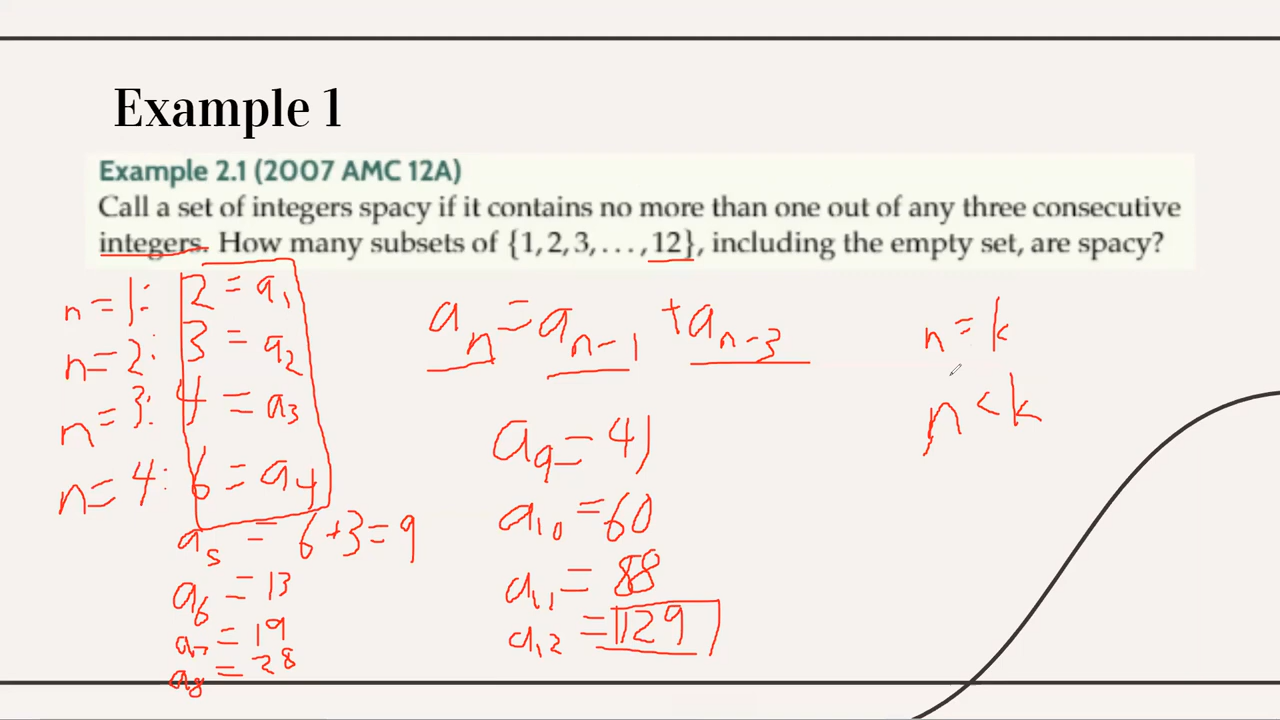 Example 1
Example 2.1 (2007 AMC 12A)
Call a set of integers spacy if it contains no more than one out of any three consecutive
integers. How many subsets of {1, 2, 3, . . . , 12}, including the empty set, are spacy?
n = 1: 2 = a₁
n = 2: 3 = a₂
n = 3: 4 = a₃
n = 4: 6 = a₄
a₅ = 6 + 3 = 9
a₆ = 13
a₇ = 19
a₈ = 28
aₙ = aₙ₋₁ + aₙ₋₃
a₉ = 41
a₁₀ = 60
a₁₁ = 88
a₁₂ = 129
n = k
n < k